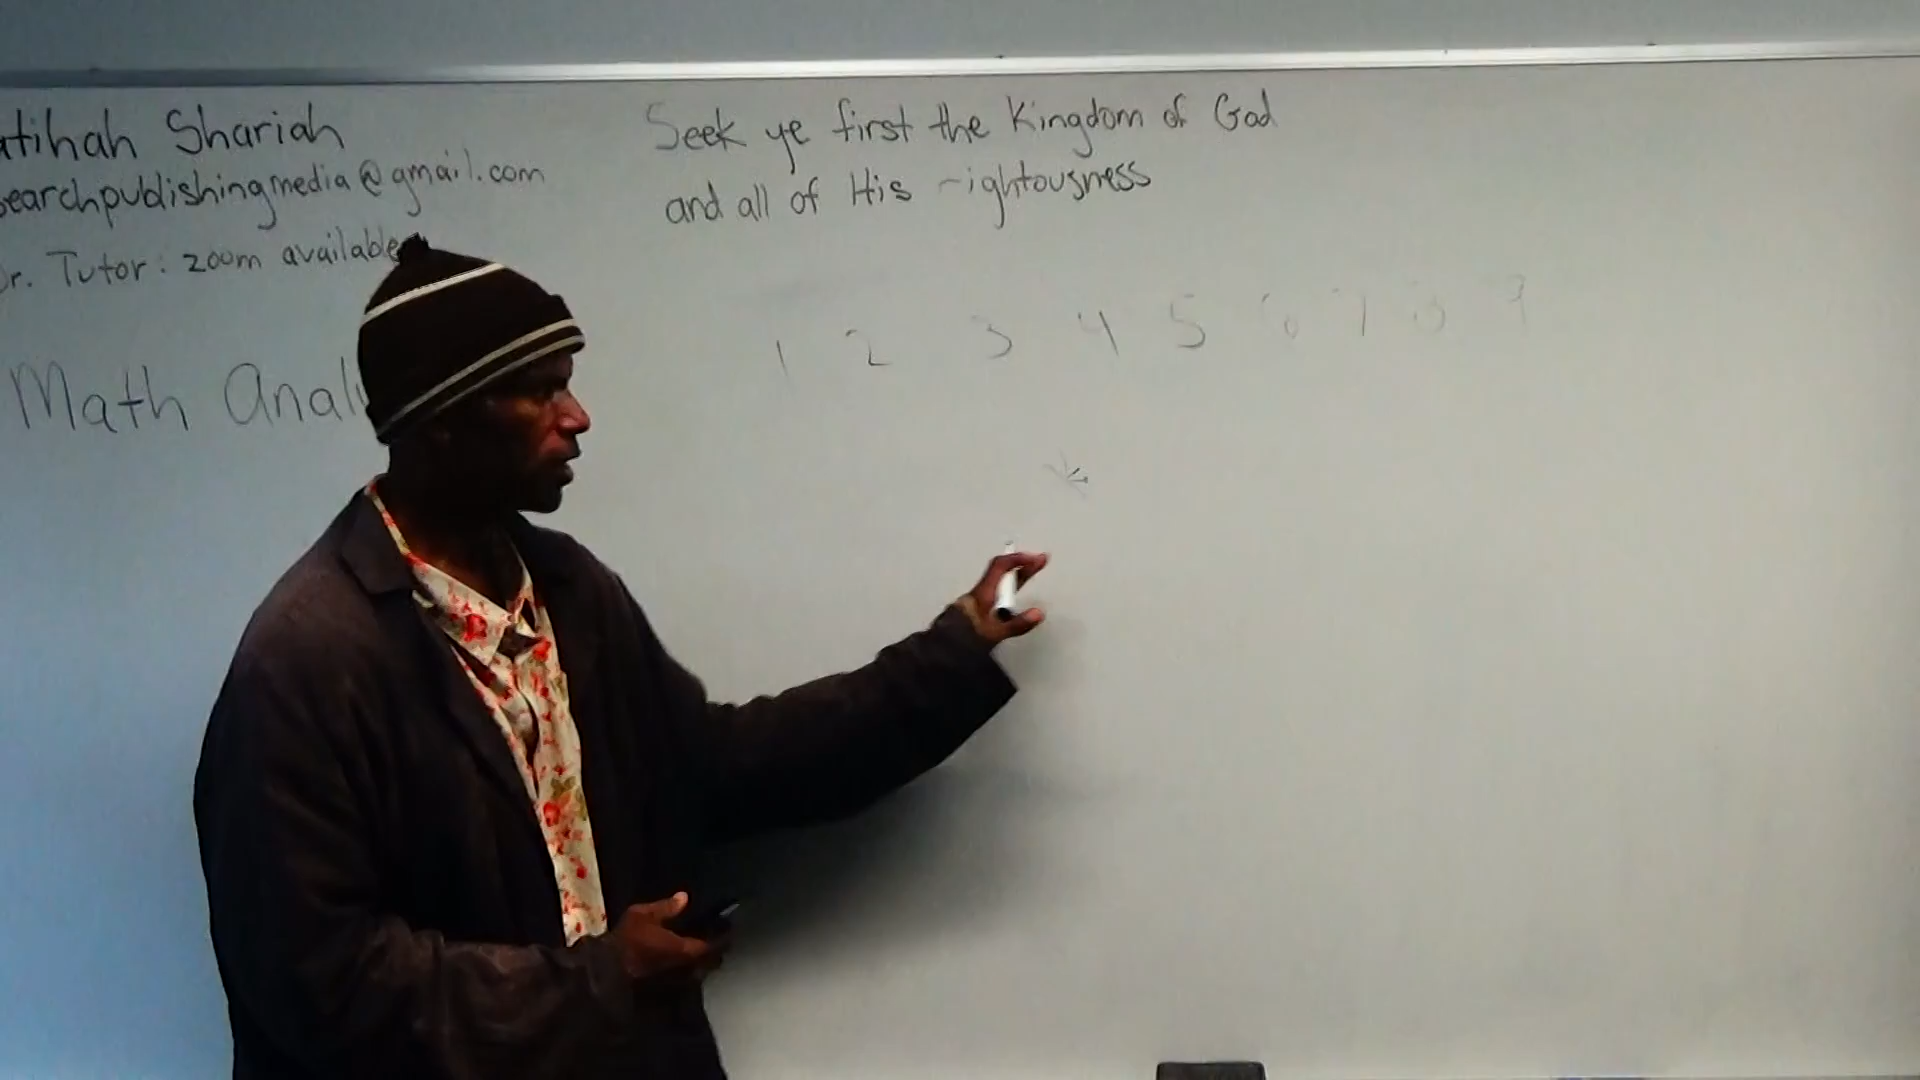 atihah Shariah
searchpublishingmedia@gmail.com
Dr. Tutor: zoom available
Math Anal
Seek ye first the Kingdom of God
and all of His rightousness
1 2 3 4 5 6 7 8 9